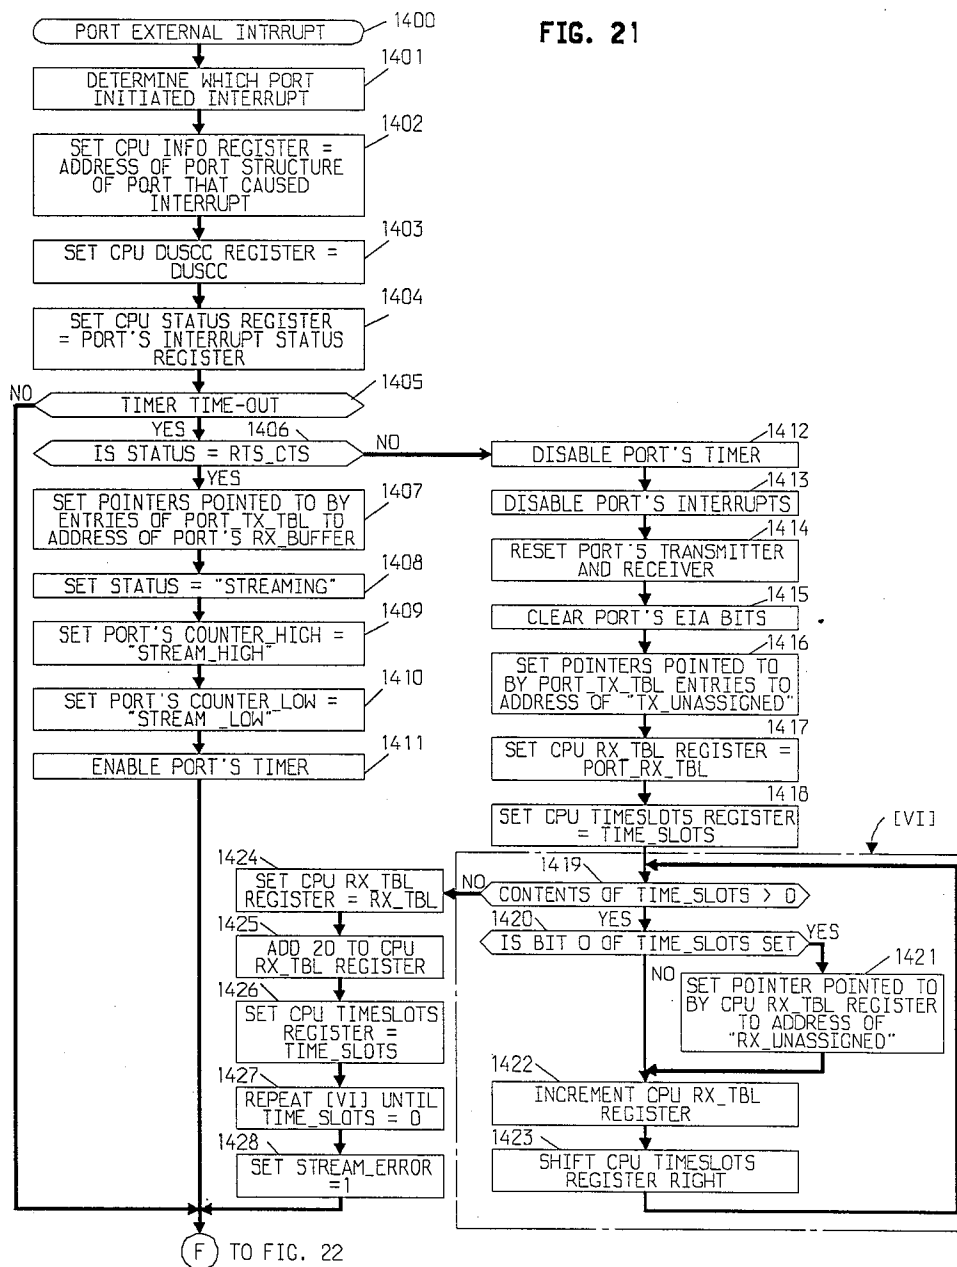 FIG. 21
PORT EXTERNAL INTRRUPT
1400
1401
DETERMINE WHICH PORT
INITIATED INTERRUPT
1402
SET CPU INFO REGISTER =
ADDRESS OF PORT STRUCTURE
OF PORT THAT CAUSED
INTERRUPT
1403
SET CPU DUSCC REGISTER =
DUSCC
1404
SET CPU STATUS REGISTER
= PORT'S INTERRUPT STATUS
REGISTER
1405
NO
TIMER TIME-OUT
YES
1406
IS STATUS = RTS_CTS
NO
YES
1407
SET POINTERS POINTED TO BY
ENTRIES OF PORT_TX_TBL TO
ADDRESS OF PORT'S RX_BUFFER
1408
SET STATUS = "STREAMING"
1409
SET PORT'S COUNTER_HIGH =
"STREAM_HIGH"
1410
SET PORT'S COUNTER_LOW =
"STREAM _LOW"
1411
ENABLE PORT'S TIMER
1412
DISABLE PORT'S TIMER
1413
DISABLE PORT'S INTERRUPTS
1414
RESET PORT'S TRANSMITTER
AND RECEIVER
1415
CLEAR PORT'S EIA BITS
1416
SET POINTERS POINTED TO
BY PORT_TX_TBL ENTRIES TO
ADDRESS OF "TX_UNASSIGNED"
1417
SET CPU RX_TBL REGISTER =
PORT_RX_TBL
1418
SET CPU TIMESLOTS REGISTER
= TIME_SLOTS
[VI]
1419
NO
CONTENTS OF TIME_SLOTS > 0
YES
1420
IS BIT 0 OF TIME_SLOTS SET
YES
NO
1421
SET POINTER POINTED TO
BY CPU RX_TBL REGISTER
TO ADDRESS OF
"RX_UNASSIGNED"
1422
INCREMENT CPU RX_TBL
REGISTER
1423
SHIFT CPU TIMESLOTS
REGISTER RIGHT
1424
SET CPU RX_TBL
REGISTER = RX_TBL
1425
ADD 20 TO CPU
RX_TBL REGISTER
1426
SET CPU TIMESLOTS
REGISTER =
TIME_SLOTS
1427
REPEAT [VI] UNTIL
TIME_SLOTS = 0
1428
SET STREAM_ERROR
=1
F TO FIG. 22